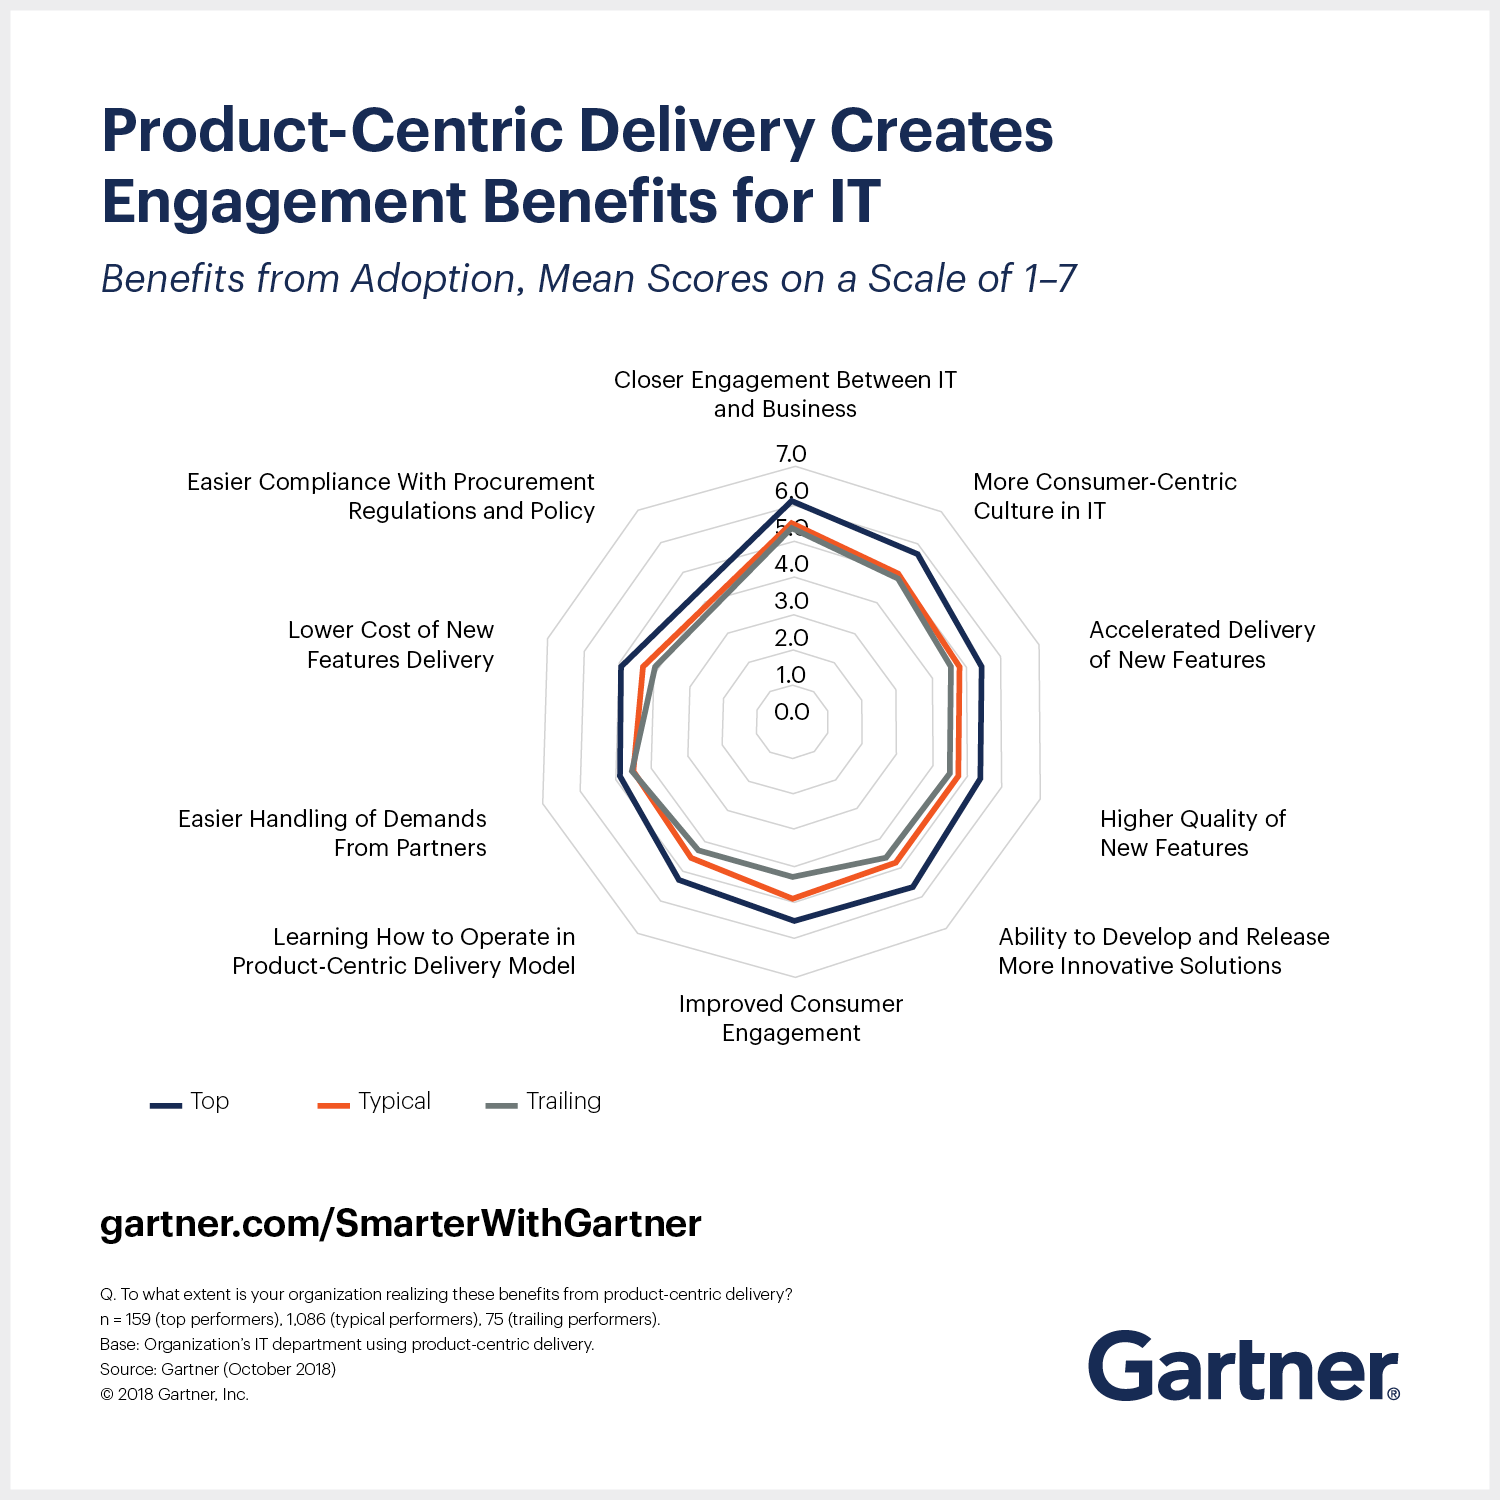 Product-Centric Delivery Creates
Engagement Benefits for IT
Benefits from Adoption, Mean Scores on a Scale of 1–7
Closer Engagement Between IT
and Business
7.0
6.0
5.0
4.0
3.0
2.0
1.0
0.0
More Consumer-Centric
Culture in IT
Accelerated Delivery
of New Features
Higher Quality of
New Features
Ability to Develop and Release
More Innovative Solutions
Improved Consumer
Engagement
Learning How to Operate in
Product-Centric Delivery Model
Easier Handling of Demands
From Partners
Lower Cost of New
Features Delivery
Easier Compliance With Procurement
Regulations and Policy
Top Typical Trailing
gartner.com/SmarterWithGartner
Q. To what extent is your organization realizing these benefits from product-centric delivery?
n = 159 (top performers), 1,086 (typical performers), 75 (trailing performers).
Base: Organization's IT department using product-centric delivery.
Source: Gartner (October 2018)
© 2018 Gartner, Inc.
Gartner®